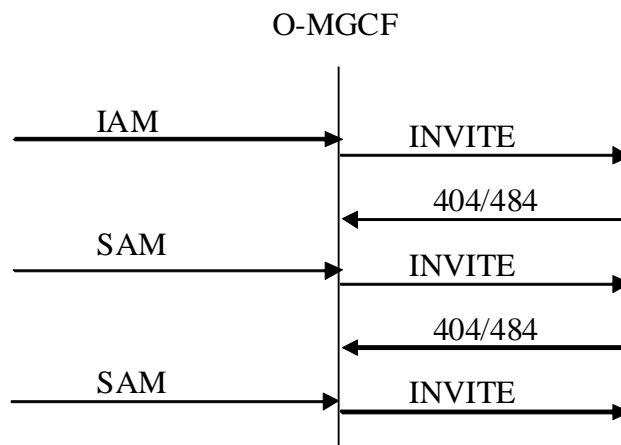 O-MGCF
IAM
INVITE
404/484
SAM
INVITE
404/484
SAM
INVITE